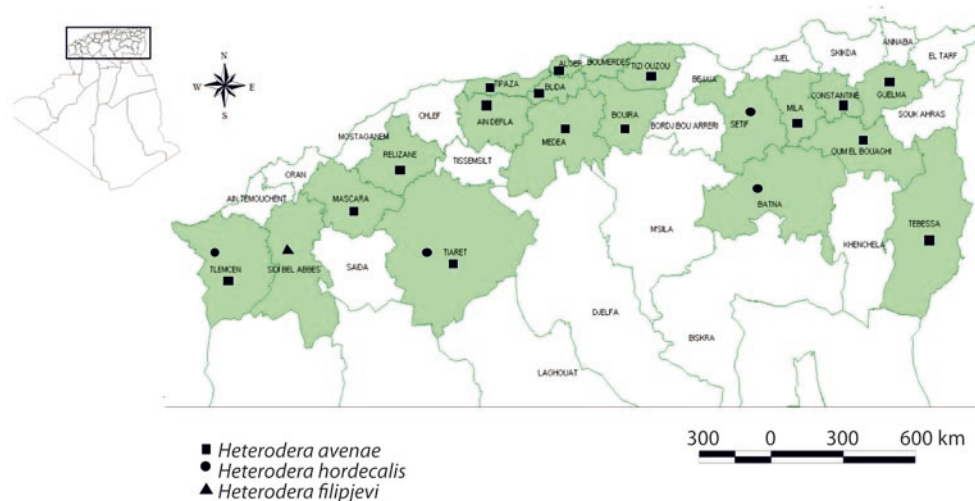 N
W E
S
ALGER
BOUMERDES
TIZI OUZOU
TIPAZA
BLIDA
BEJAIA
JIJEL
SKIKDA
ANNABA
EL TARF
CHLEF
AIN DEFLA
MEDEA
BOUIRA
BORDJ BOU ARRERI
SETIF
MILA
CONSTANTINE
GUELMA
SOUK AHRAS
MOSTAGANEM
RELIZANE
TISSEMSILT
OUM EL BOUAGHI
ORAN
AIN TEMOUCHENT
MASCARA
BATNA
TEBESSA
M'SILA
KHENCHELA
TLEMCEN
SIDI BEL ABBES
SAIDA
TIARET
DJELFA
BISKRA
LAGHOUAT
Heterodera avenae
Heterodera hordecalis
Heterodera filipjevi
300 0 300 600 km